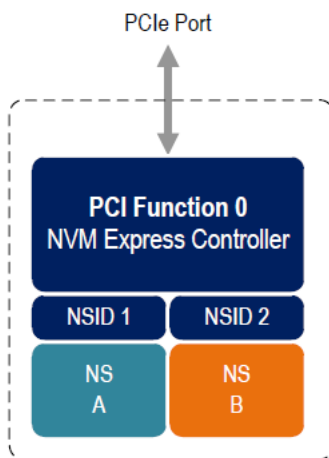 PCIe Port
PCI Function 0
NVM Express Controller
NSID 1
NSID 2
NS
A
NS
B